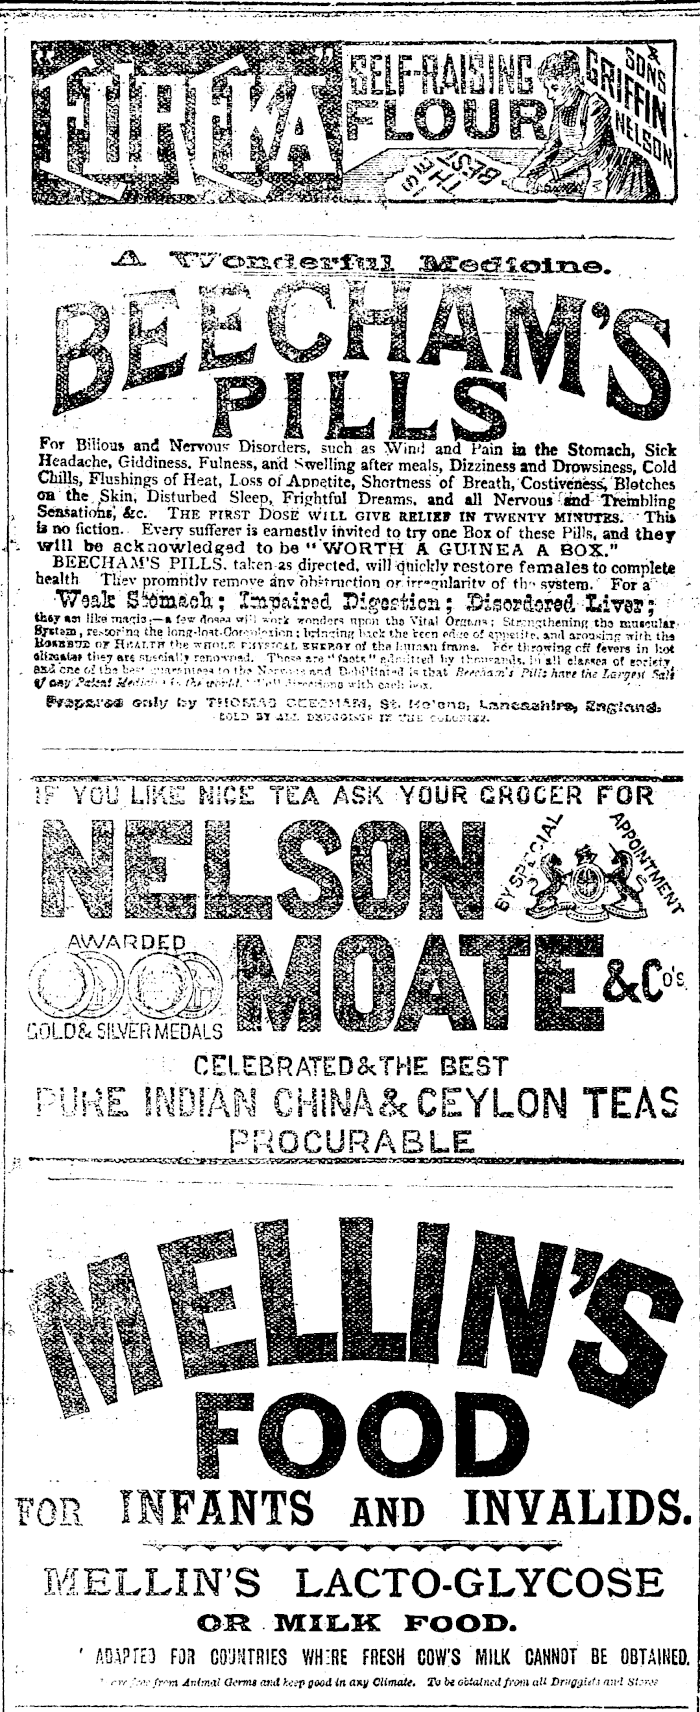 "EUREKA"
SELF-RAISING
FLOUR
IS THE BEST
GRIFFIN & SONS
NELSON
A Wonderful Medicine.
BEECHAM'S
PILLS
For Bilious and Nervous Disorders, such as Wind and Pain in the Stomach, Sick
Headache, Giddiness, Fulness, and Swelling after meals, Dizziness and Drowsiness, Cold
Chills, Flushings of Heat, Loss of Appetite, Shortness of Breath, Costiveness, Blotches
on the Skin, Disturbed Sleep, Frightful Dreams, and all Nervous and Trembling
Sensations, &c. THE FIRST DOSE WILL GIVE RELIEF IN TWENTY MINUTES. This
is no fiction. Every sufferer is earnestly invited to try one Box of these Pills, and they
will be acknowledged to be "WORTH A GUINEA A BOX."
BEECHAM'S PILLS, taken as directed, will quickly restore females to complete
health They promptly remove any obstruction or irregularity of the system. For a
Weak Stomach; Impaired Digestion; Disordered Liver;
they act like magic:—a few doses will work wonders upon the Vital Organs; Strengthening the muscular
System, restoring the long-lost Complexion; bringing back the keen edge of appetite, and arousing with the
ROSEBUD OF HEALTH the WHOLE PHYSICAL ENERGY of the human frame. For throwing off fevers in hot
climates they are specially renowned. These are "facts" admitted by thousands, in all classes of society,
and one of the best guarantees to the Nervous and Debilitated is that Beecham's Pills have the Largest Sale
of any Patent Medicine in the world. Full directions with each box.
Prepared only by THOMAS BEECHAM, St. Helens, Lancashire, England.
SOLD BY ALL DRUGGISTS IN THE COLONIES.
IF YOU LIKE NICE TEA ASK YOUR GROCER FOR
NELSON
BY SPECIAL APPOINTMENT
AWARDED
GOLD & SILVER MEDALS
MOATE & Co's
CELEBRATED & THE BEST
PURE INDIAN CHINA & CEYLON TEAS
PROCURABLE
MELLIN'S
FOOD
FOR INFANTS AND INVALIDS.
MELLIN'S LACTO-GLYCOSE
OR MILK FOOD.
ADAPTED FOR COUNTRIES WHERE FRESH COW'S MILK CANNOT BE OBTAINED.
are free from Animal Germs and keep good in any Climate. To be obtained from all Druggists and Stores